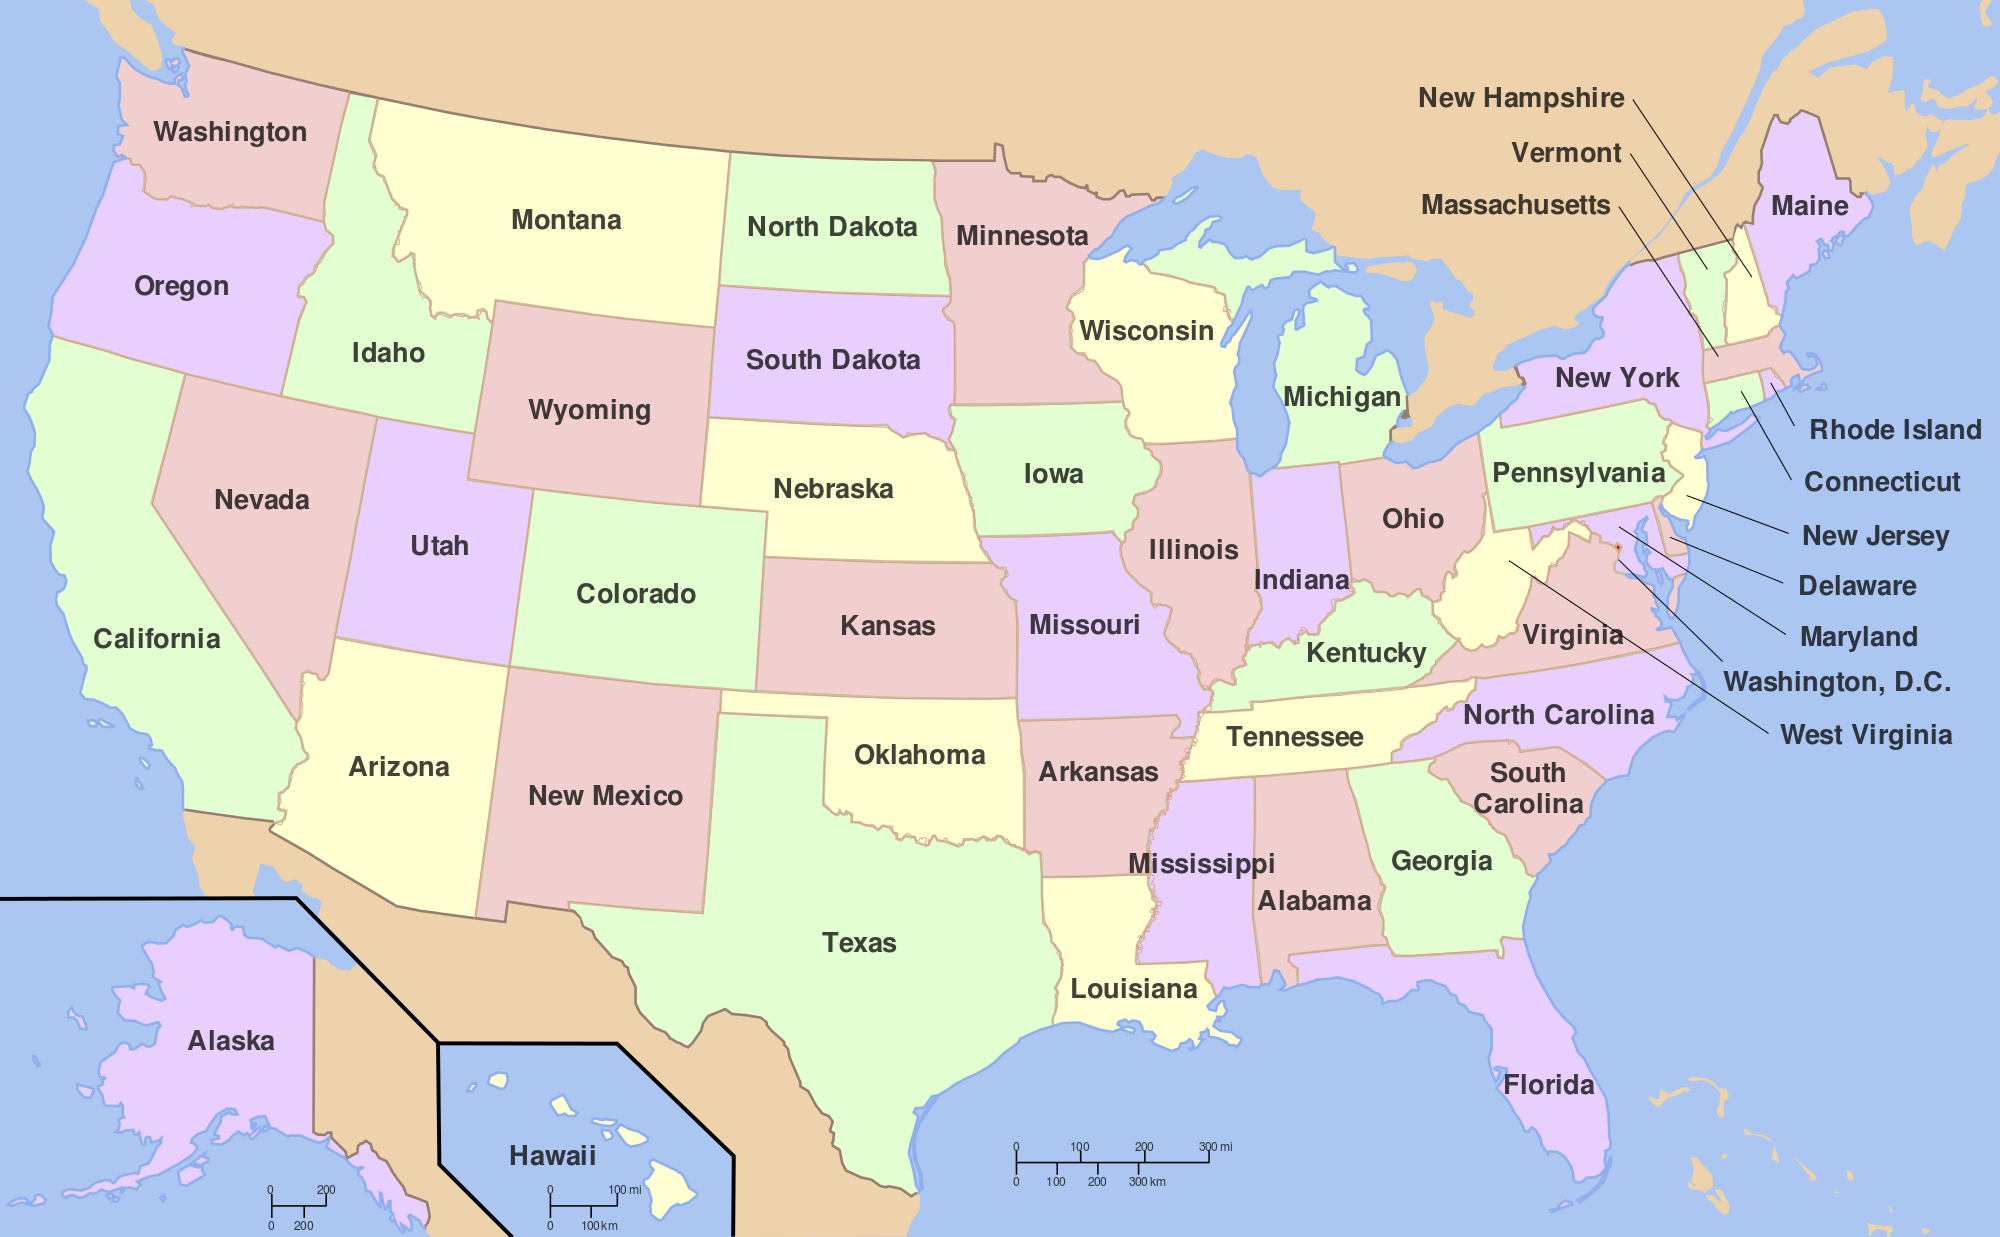 New Hampshire
Vermont
Massachusetts
Washington
Montana
North Dakota
Minnesota
Maine
Oregon
Idaho
Wisconsin
South Dakota
Michigan
New York
Wyoming
Rhode Island
Nebraska
Iowa
Pennsylvania
Connecticut
Nevada
Utah
Ohio
New Jersey
Illinois
Indiana
Colorado
Delaware
California
Kansas
Missouri
Kentucky
Virginia
Maryland
Washington, D.C.
Arizona
New Mexico
Oklahoma
Arkansas
Tennessee
North Carolina
West Virginia
South
Carolina
Mississippi
Alabama
Georgia
Texas
Louisiana
Alaska
Florida
Hawaii
0 100 200 300 mi
0 100 200 300 km
0 200
0 200
0 100 mi
0 100 km